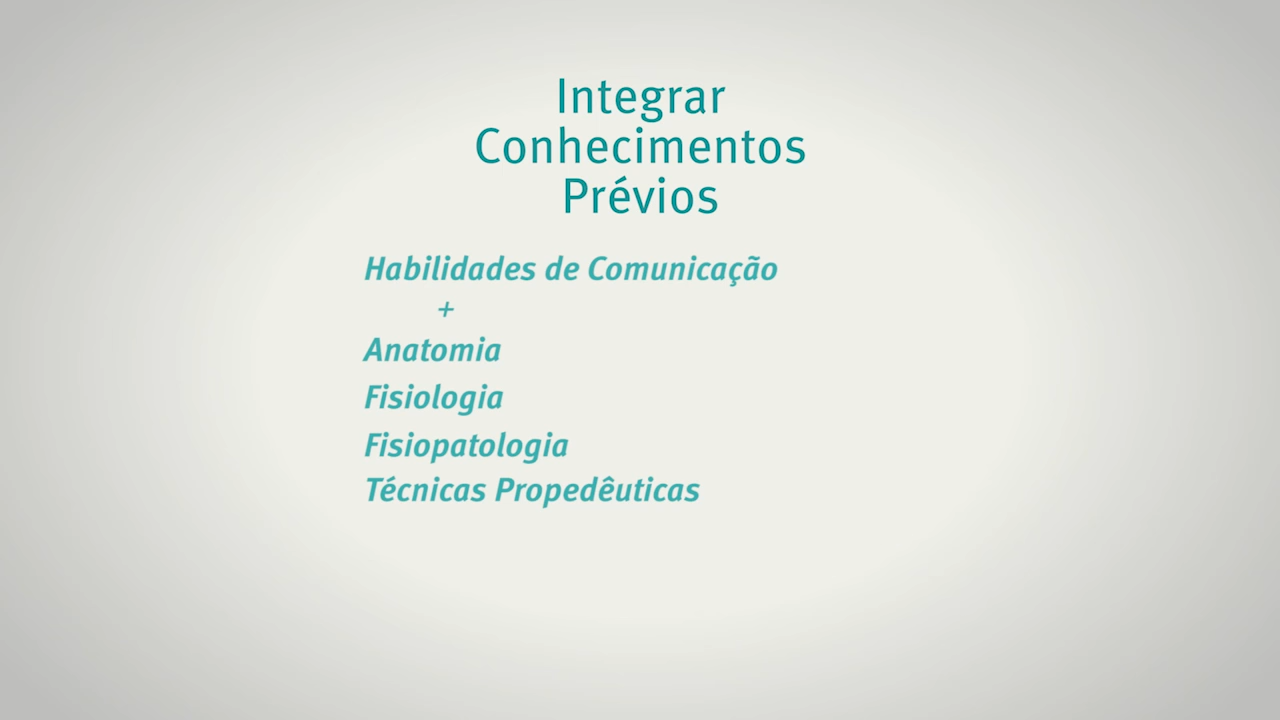 Integrar
Conhecimentos
Prévios
Habilidades de Comunicação
+
Anatomia
Fisiologia
Fisiopatologia
Técnicas Propedêuticas